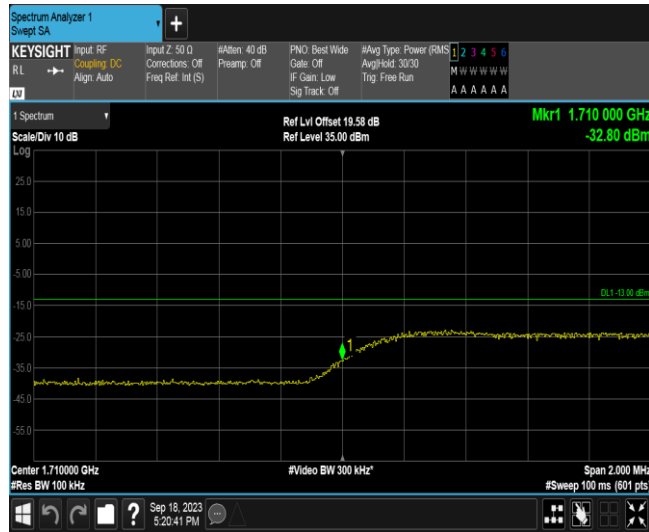 Spectrum Analyzer 1
Swept SA
KEYSIGHT
RL
LXI
Input: RF
Coupling: DC
Align: Auto
Input Z: 50 Ω
Corrections: Off
Freq Ref: Int (S)
#Atten: 40 dB
Preamp: Off
PNO: Best Wide
Gate: Off
IF Gain: Low
Sig Track: Off
#Avg Type: Power (RMS
Avg|Hold: 30/30
Trig: Free Run
1 2 3 4 5 6
M W W W W W
A A A A A A
1 Spectrum
Scale/Div 10 dB
Ref Lvl Offset 19.58 dB
Ref Level 35.00 dBm
Mkr1 1.710 000 GHz
-32.80 dBm
Log
25.0
15.0
5.00
-5.00
DL1 -13.00 dBm
-15.0
-25.0
1
-35.0
-45.0
-55.0
Center 1.710000 GHz
#Video BW 300 kHz*
Span 2.000 MHz
#Res BW 100 kHz
#Sweep 100 ms (601 pts)
?
Sep 18, 2023
5:20:41 PM